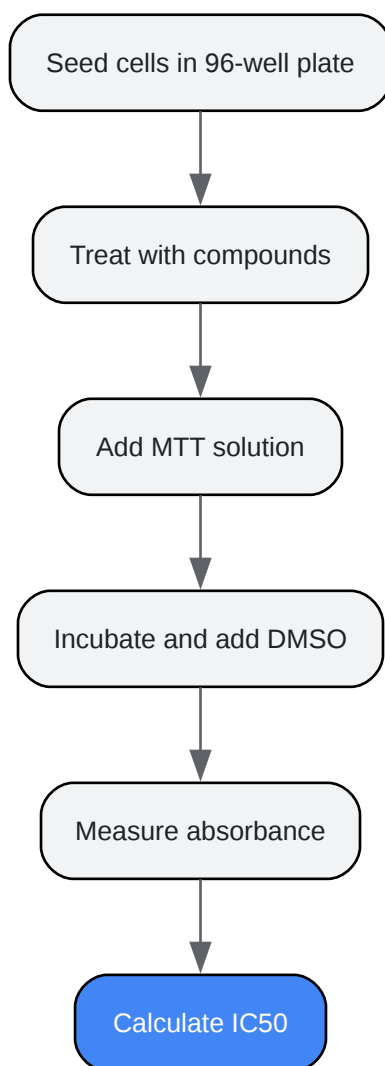 Seed cells in 96-well plate
Treat with compounds
Add MTT solution
Incubate and add DMSO
Measure absorbance
Calculate IC50